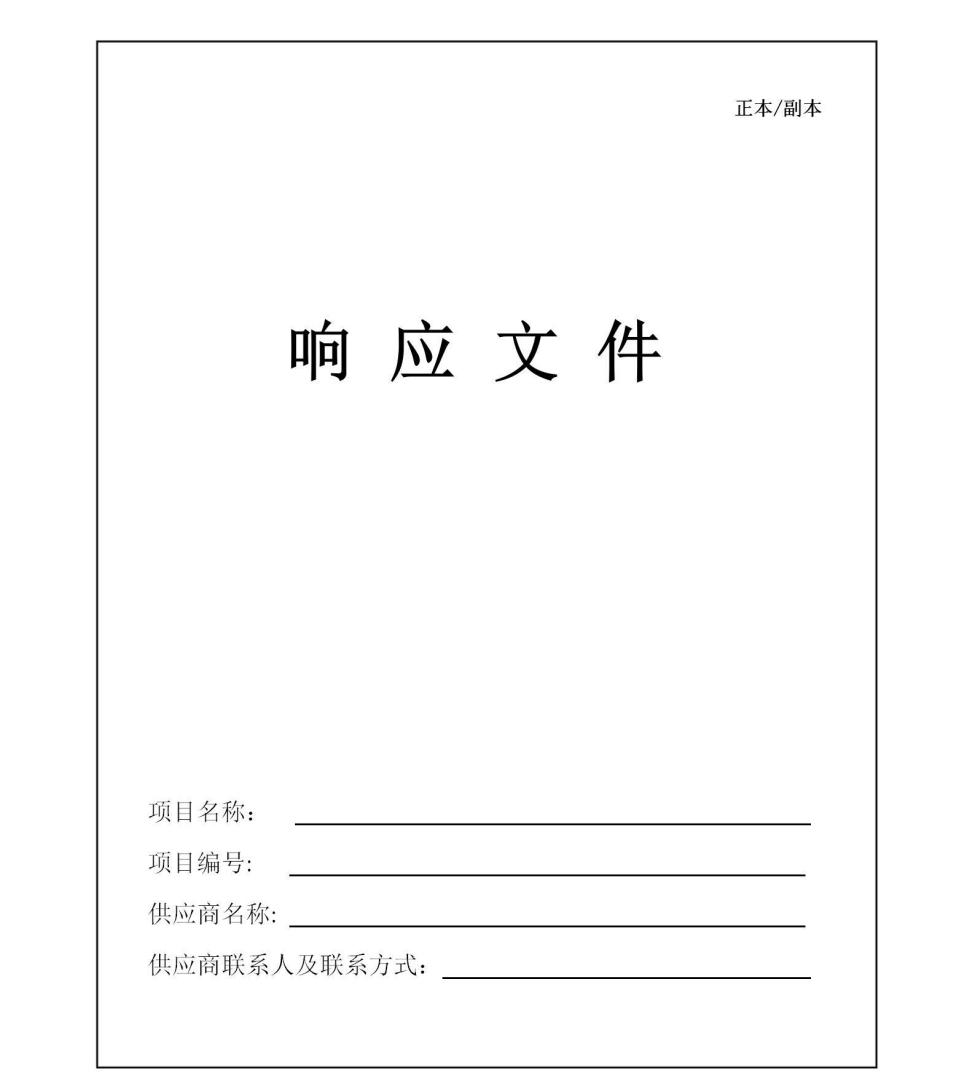 正本/副本
响 应 文 件
项目名称：
项目编号:
供应商名称:
供应商联系人及联系方式：